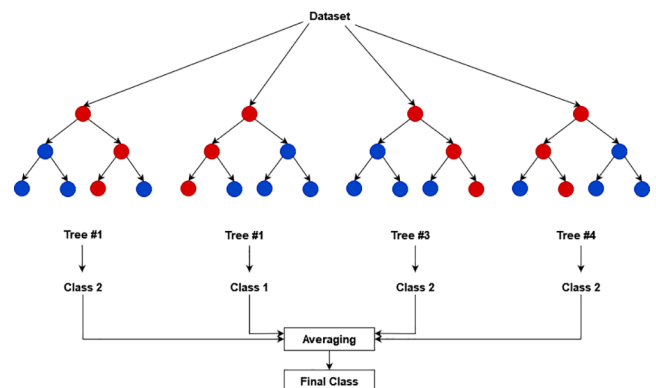 Dataset
Tree #1 Tree #1 Tree #3 Tree #4
Class 2 Class 1 Class 2 Class 2
Averaging
Final Class